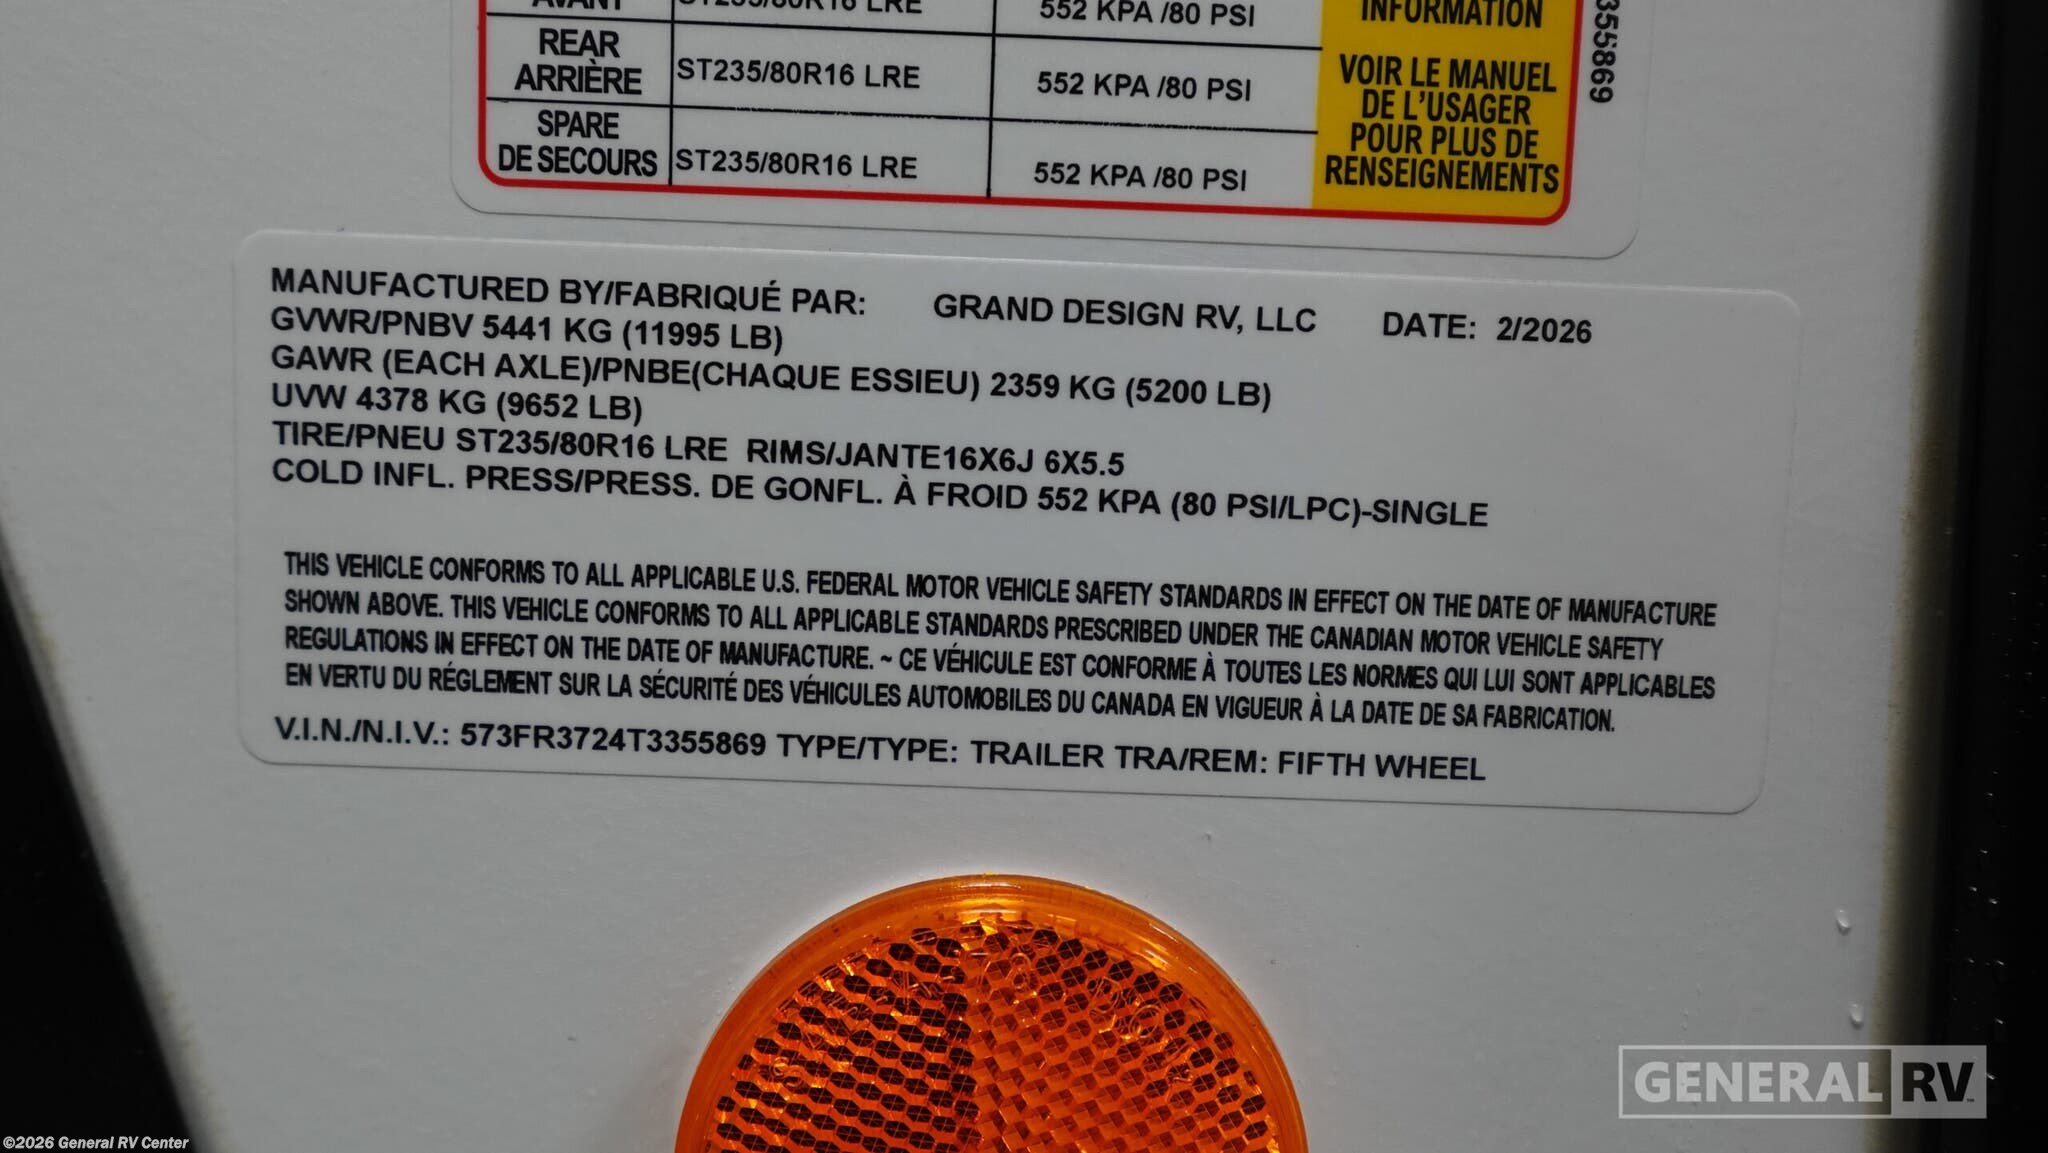 AVANT ST235/80R16 LRE 552 KPA /80 PSI
INFORMATION
REAR
ARRIÈRE
ST235/80R16 LRE 552 KPA /80 PSI
SPARE
DE SECOURS
ST235/80R16 LRE 552 KPA /80 PSI
VOIR LE MANUEL
DE L'USAGER
POUR PLUS DE
RENSEIGNEMENTS
3355869
MANUFACTURED BY/FABRIQUÉ PAR: GRAND DESIGN RV, LLC DATE: 2/2026
GVWR/PNBV 5441 KG (11995 LB)
GAWR (EACH AXLE)/PNBE(CHAQUE ESSIEU) 2359 KG (5200 LB)
UVW 4378 KG (9652 LB)
TIRE/PNEU ST235/80R16 LRE RIMS/JANTE16X6J 6X5.5
COLD INFL. PRESS/PRESS. DE GONFL. À FROID 552 KPA (80 PSI/LPC)-SINGLE
THIS VEHICLE CONFORMS TO ALL APPLICABLE U.S. FEDERAL MOTOR VEHICLE SAFETY STANDARDS IN EFFECT ON THE DATE OF MANUFACTURE
SHOWN ABOVE. THIS VEHICLE CONFORMS TO ALL APPLICABLE STANDARDS PRESCRIBED UNDER THE CANADIAN MOTOR VEHICLE SAFETY
REGULATIONS IN EFFECT ON THE DATE OF MANUFACTURE. ~ CE VÉHICULE EST CONFORME À TOUTES LES NORMES QUI LUI SONT APPLICABLES
EN VERTU DU RÉGLEMENT SUR LA SÉCURITÉ DES VÉHICULES AUTOMOBILES DU CANADA EN VIGUEUR À LA DATE DE SA FABRICATION.
V.I.N./N.I.V.: 573FR3724T3355869 TYPE/TYPE: TRAILER TRA/REM: FIFTH WHEEL
GENERAL RV
©2026 General RV Center